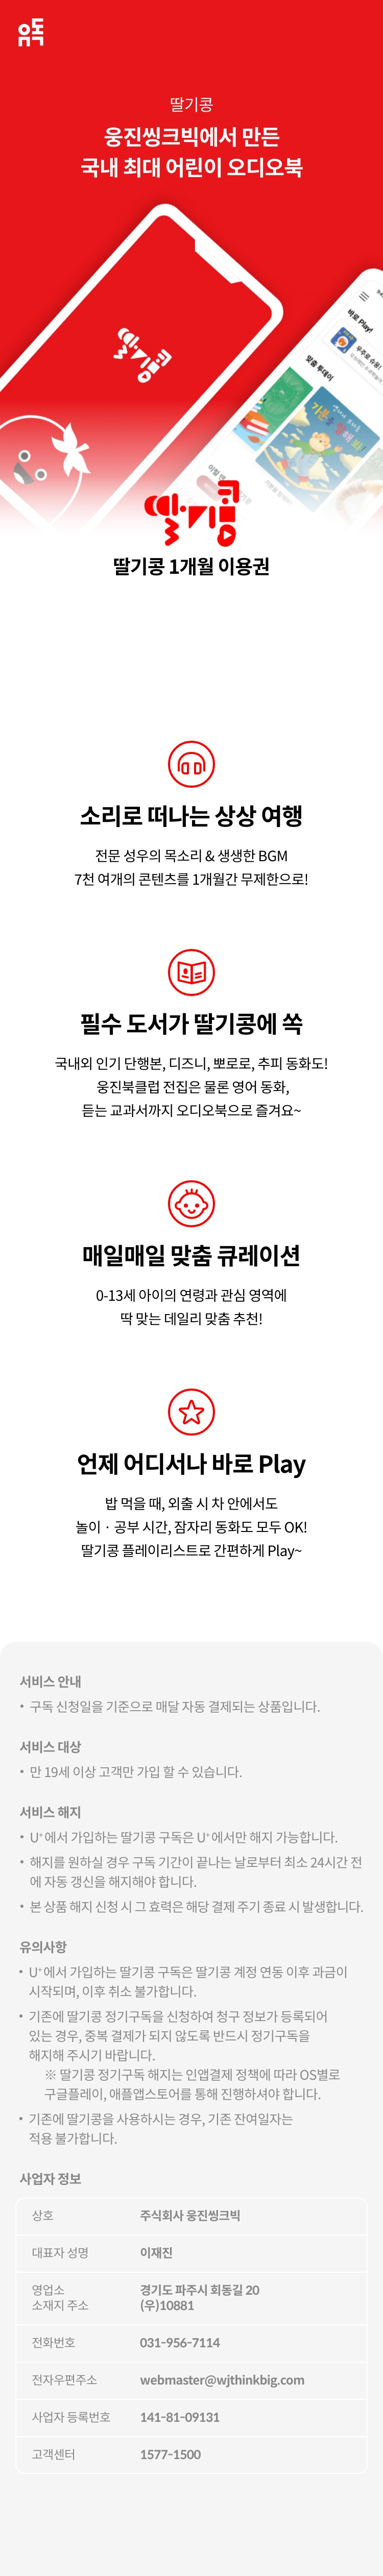 유독
딸기콩
웅진씽크빅에서 만든
국내 최대 어린이 오디오북
바로 Play!
우주로 슈웅!
맞춤 투데이
딸기콩
이럴 땐
기분을 말해 봐!
딸기콩
딸기콩 1개월 이용권
소리로 떠나는 상상 여행
전문 성우의 목소리 & 생생한 BGM
7천 여개의 콘텐츠를 1개월간 무제한으로!
필수 도서가 딸기콩에 쏙
국내외 인기 단행본, 디즈니, 뽀로로, 추피 동화도!
웅진북클럽 전집은 물론 영어 동화,
듣는 교과서까지 오디오북으로 즐겨요~
매일매일 맞춤 큐레이션
0-13세 아이의 연령과 관심 영역에
딱 맞는 데일리 맞춤 추천!
언제 어디서나 바로 Play
밥 먹을 때, 외출 시 차 안에서도
놀이 · 공부 시간, 잠자리 동화도 모두 OK!
딸기콩 플레이리스트로 간편하게 Play~
서비스 안내
• 구독 신청일을 기준으로 매달 자동 결제되는 상품입니다.
서비스 대상
• 만 19세 이상 고객만 가입 할 수 있습니다.
서비스 해지
• U⁺에서 가입하는 딸기콩 구독은 U⁺에서만 해지 가능합니다.
• 해지를 원하실 경우 구독 기간이 끝나는 날로부터 최소 24시간 전
에 자동 갱신을 해지해야 합니다.
• 본 상품 해지 신청 시 그 효력은 해당 결제 주기 종료 시 발생합니다.
유의사항
• U⁺에서 가입하는 딸기콩 구독은 딸기콩 계정 연동 이후 과금이
시작되며, 이후 취소 불가합니다.
• 기존에 딸기콩 정기구독을 신청하여 청구 정보가 등록되어
있는 경우, 중복 결제가 되지 않도록 반드시 정기구독을
해지해 주시기 바랍니다.
※ 딸기콩 정기구독 해지는 인앱결제 정책에 따라 OS별로
구글플레이, 애플앱스토어를 통해 진행하셔야 합니다.
• 기존에 딸기콩을 사용하시는 경우, 기존 잔여일자는
적용 불가합니다.
사업자 정보
상호 주식회사 웅진씽크빅
대표자 성명 이재진
영업소 경기도 파주시 회동길 20
소재지 주소 (우)10881
전화번호 031-956-7114
전자우편주소 webmaster@wjthinkbig.com
사업자 등록번호 141-81-09131
고객센터 1577-1500